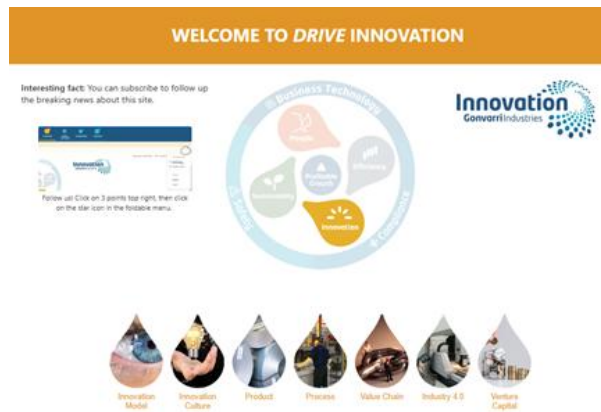 WELCOME TO DRIVE INNOVATION
Interesting fact: You can subscribe to follow up
the breaking news about this site.
Follow us! Click on 3 points top right, then click
on the star icon in the foldable menu.
Business Technology
People
Efficiency
Profitable
Growth
Sustainability
Innovation
Safety
Compliance
Innovation
Gonvarri Industries
Innovation
Model
Innovation
Culture
Product
Process
Value Chain
Industry 4.0
Venture
Capital